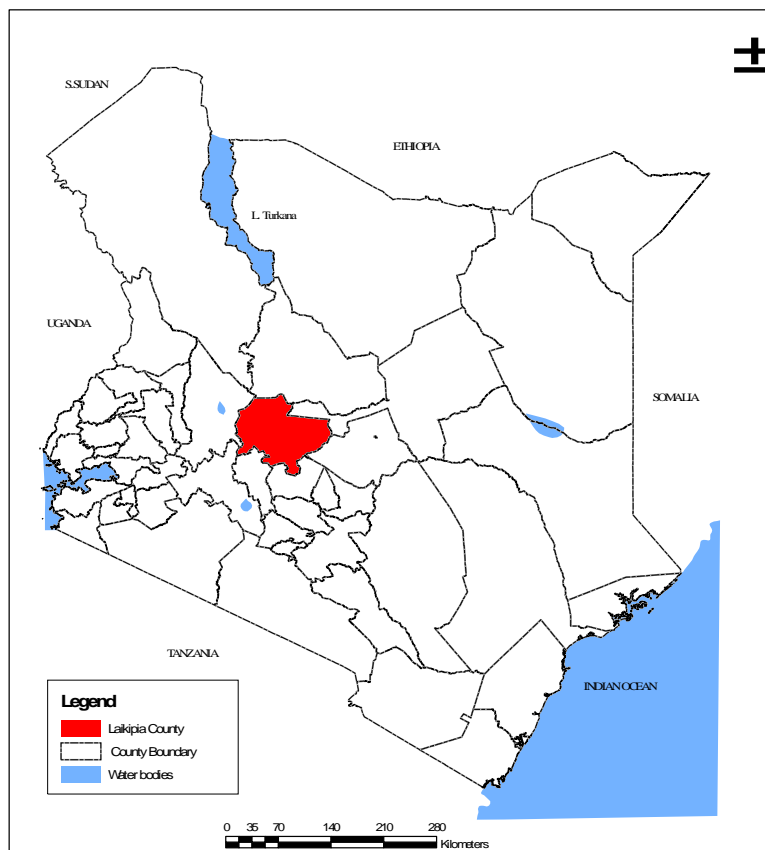 S.SUDAN
ETHIOPIA
L. Turkana
UGANDA
SOMALIA
TANZANIA
INDIAN OCEAN
Legend
Laikipia County
County Boundary
Water bodies
0 35 70 140 210 280
Kilometers